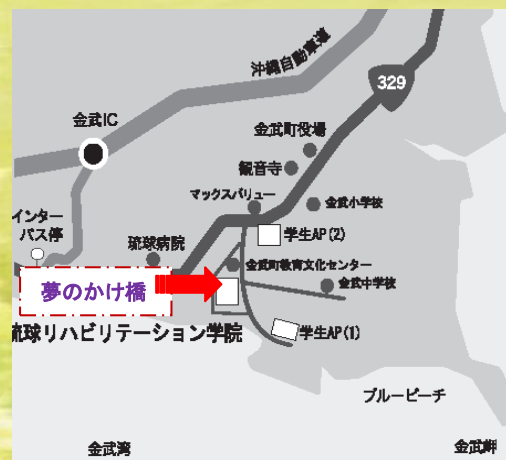 沖縄自動車道
329
金武IC
金武町役場
観音寺
マックスバリュー
金武小学校
インター
バス停
琉球病院
学生AP(2)
金武町教育文化センター
夢のかけ橋
金武中学校
琉球リハビリテーション学院
学生AP(1)
ブルービーチ
金武湾
金武岬